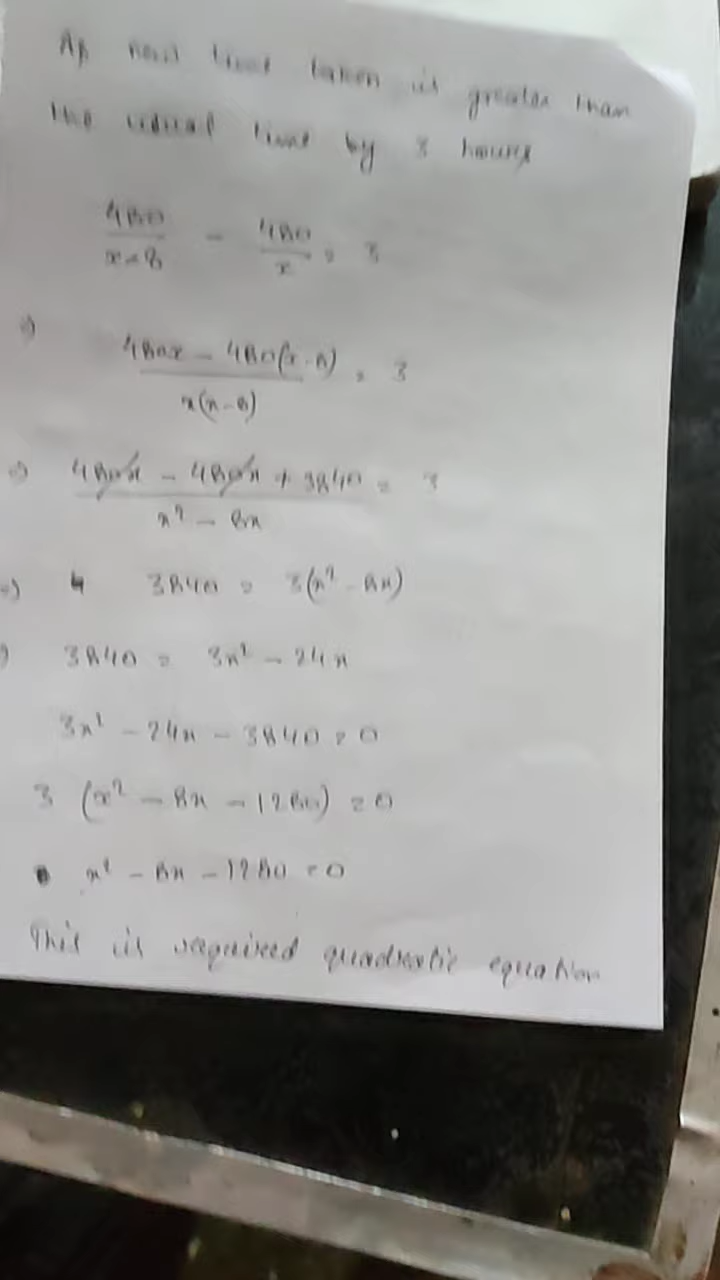 As new time taken is greater than
the usual time by 3 hours
480/x-8 - 480/x = 3
⇒ 480x - 480(x-8)/x(x-8) = 3
⇒ 480x - 480x + 3840/x² - 8x = 3
⇒ 3840 = 3(x² - 8x)
⇒ 3840 = 3x² - 24x
3x² - 24x - 3840 = 0
3 (x² - 8x - 1280) = 0
x² - 8x - 1280 = 0
This is required quadratic equation